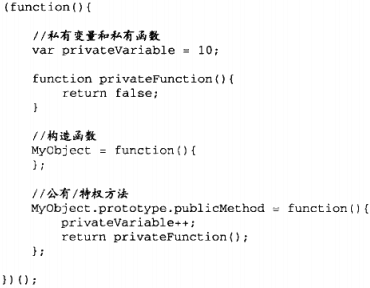 (function(){
//私有变量和私有函数
var privateVariable = 10;
function privateFunction(){
return false;
}
//构造函数
MyObject = function(){
};
//公有/特权方法
MyObject.prototype.publicMethod = function(){
privateVariable++;
return privateFunction();
};
})();